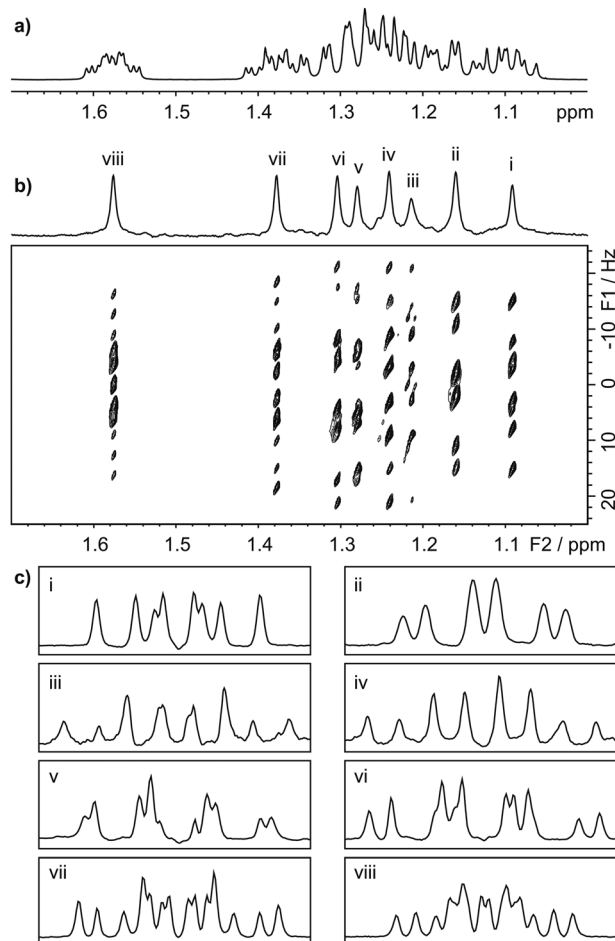 a)
1.6 1.5 1.4 1.3 1.2 1.1 ppm
b) viii vii vi v iv iii ii i
-10 0 10 20 F1 / Hz
1.6 1.5 1.4 1.3 1.2 1.1 F2 / ppm
c)
i ii
iii iv
v vi
vii viii